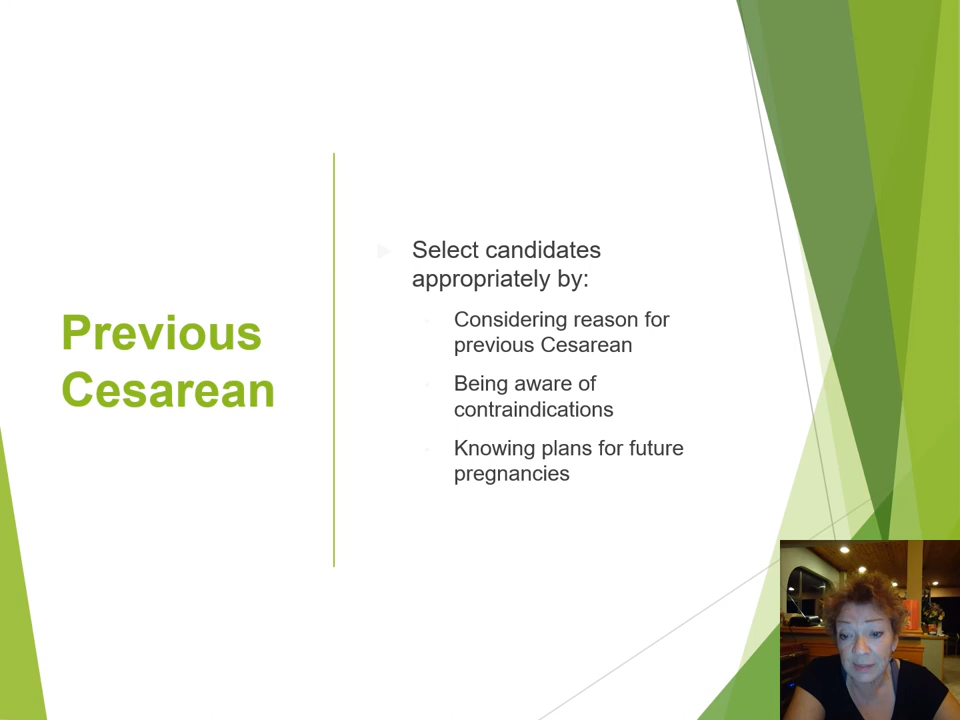 Previous
Cesarean
Select candidates
appropriately by:
Considering reason for
previous Cesarean
Being aware of
contraindications
Knowing plans for future
pregnancies